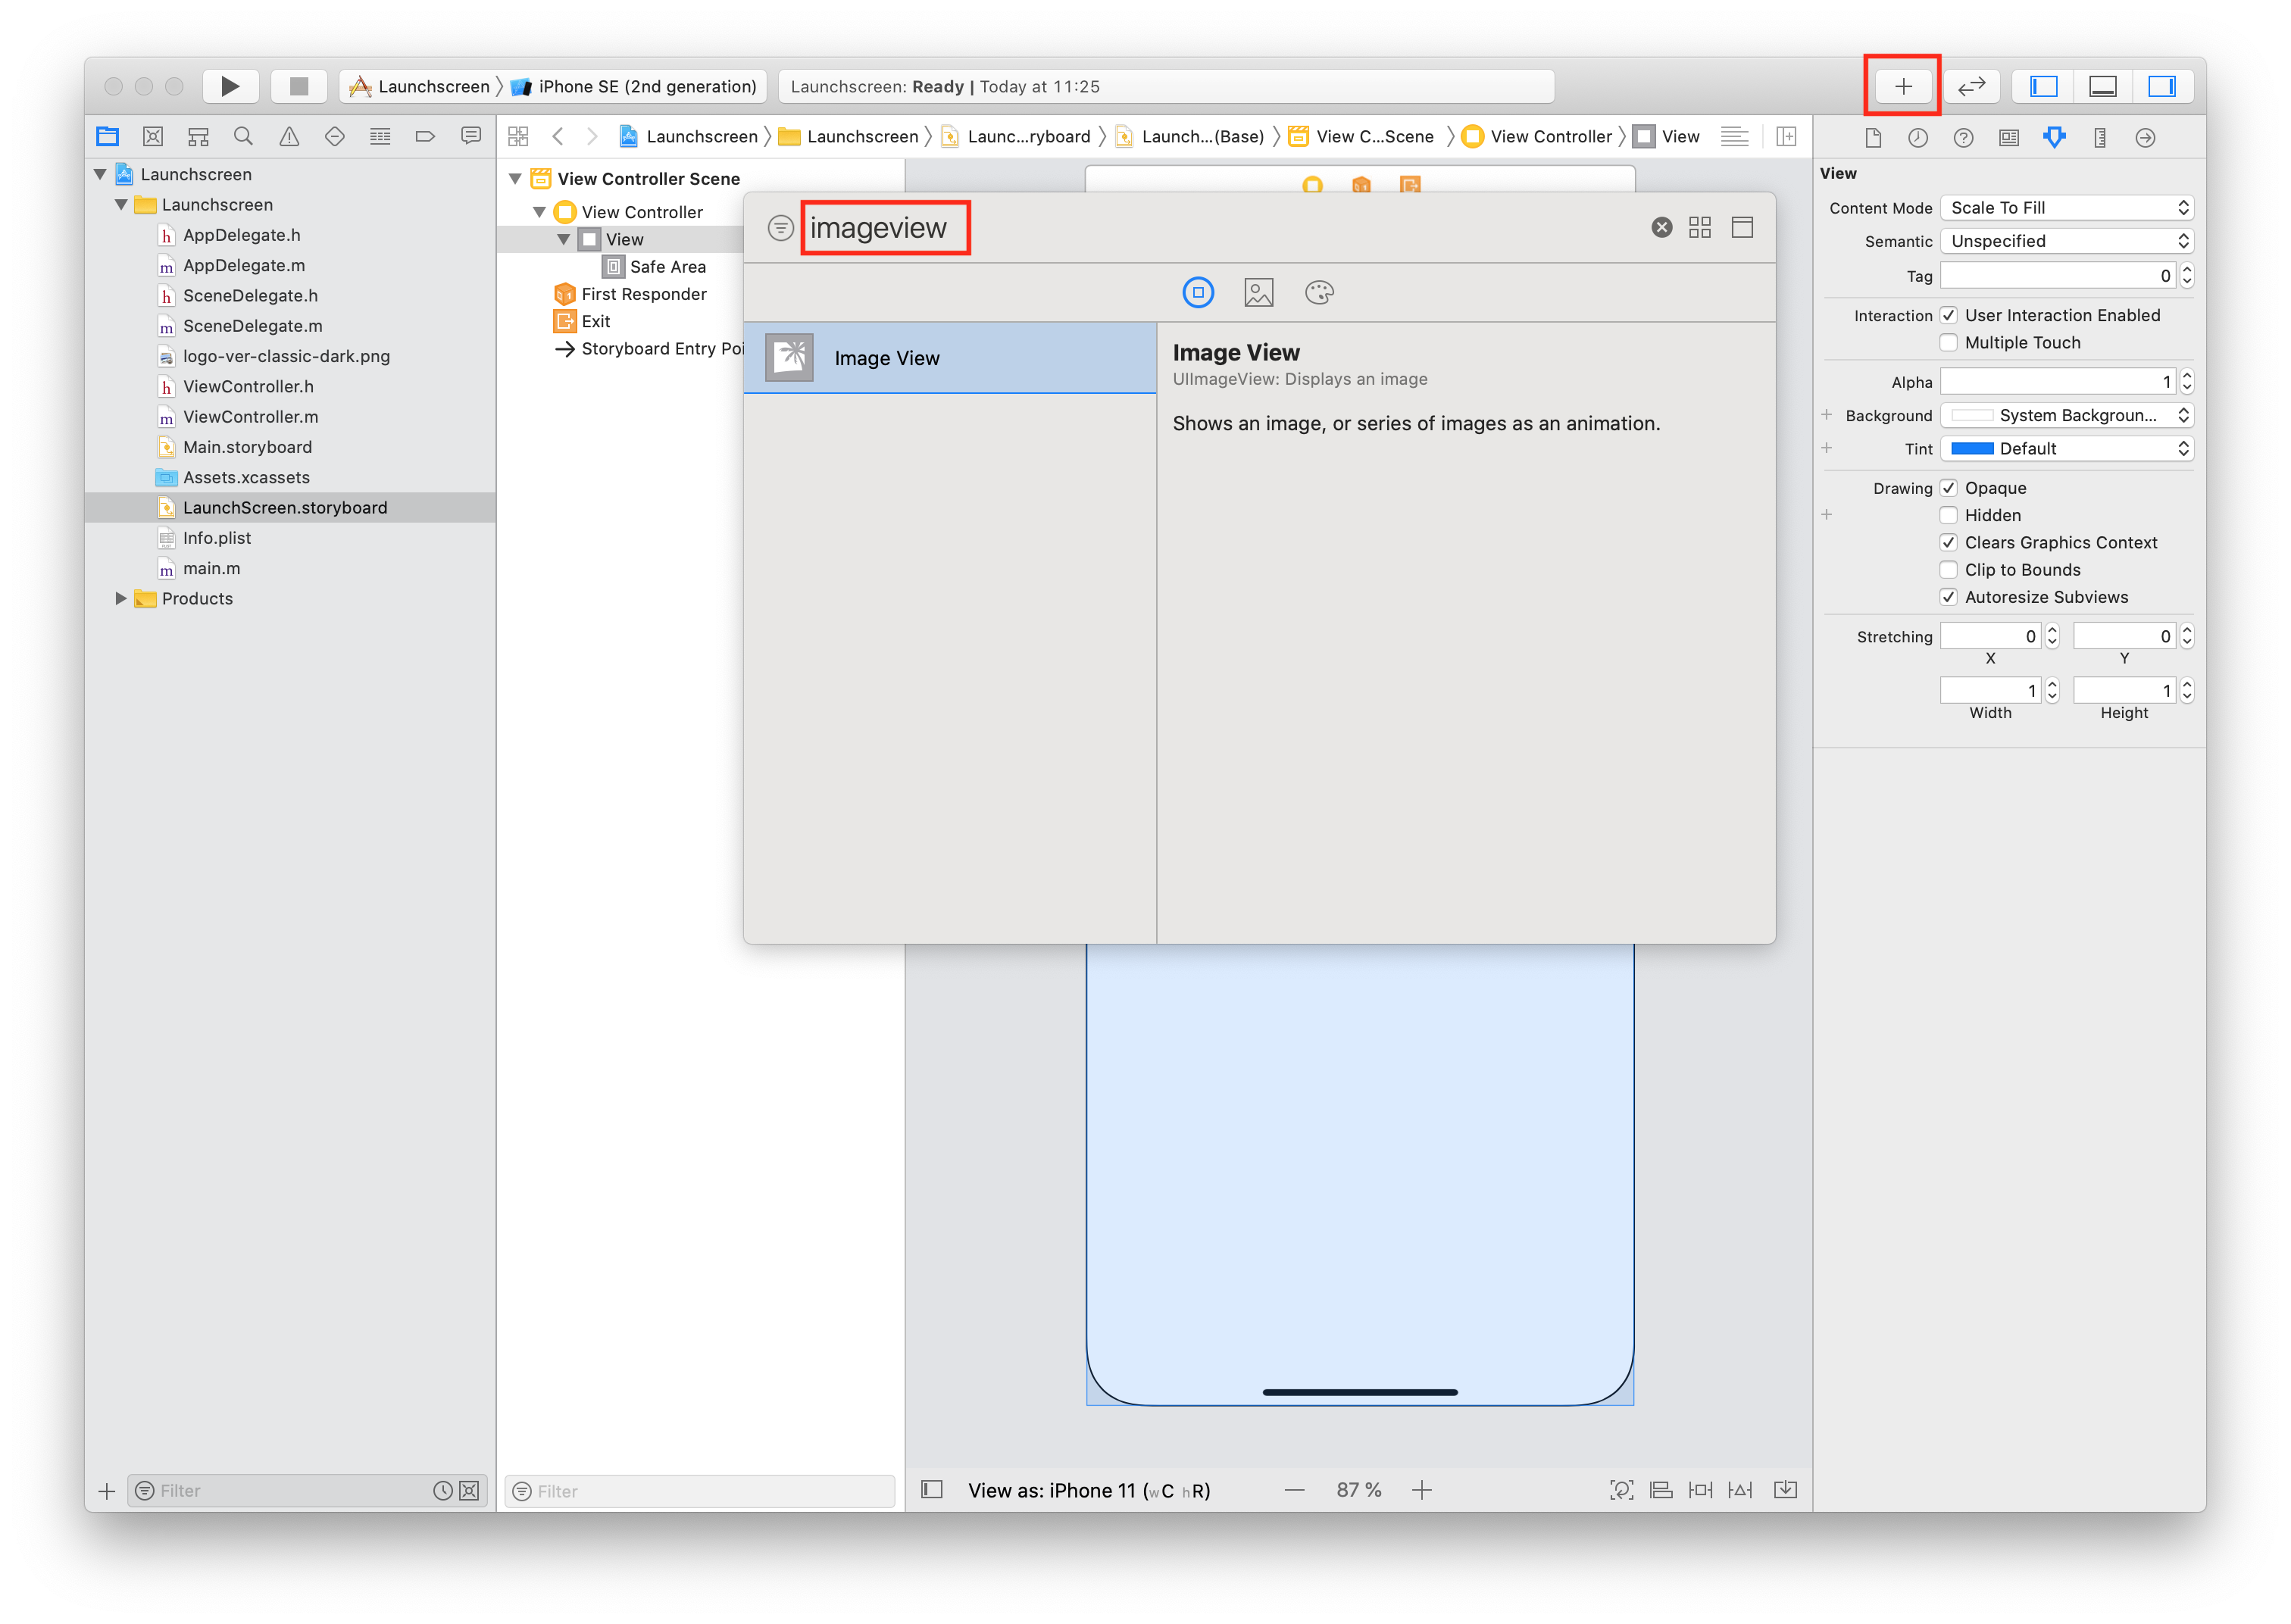 Launchscreen iPhone SE (2nd generation)
Launchscreen: Ready | Today at 11:25
Launchscreen Launchscreen Launc...ryboard Launch...(Base) View C...Scene View Controller View
Launchscreen
Launchscreen
h AppDelegate.h
m AppDelegate.m
h SceneDelegate.h
m SceneDelegate.m
logo-ver-classic-dark.png
h ViewController.h
m ViewController.m
Main.storyboard
Assets.xcassets
LaunchScreen.storyboard
Info.plist
m main.m
Products
Filter
View Controller Scene
View Controller
View
Safe Area
First Responder
Exit
Storyboard Entry Poi
Filter
imageview
Image View
Image View
UIImageView: Displays an image
Shows an image, or series of images as an animation.
View as: iPhone 11 (wC hR)
87 %
View
Content Mode Scale To Fill
Semantic Unspecified
Tag 0
Interaction User Interaction Enabled
Multiple Touch
Alpha 1
Background System Backgroun...
Tint Default
Drawing Opaque
Hidden
Clears Graphics Context
Clip to Bounds
Autoresize Subviews
Stretching 0 0
X Y
1 1
Width Height